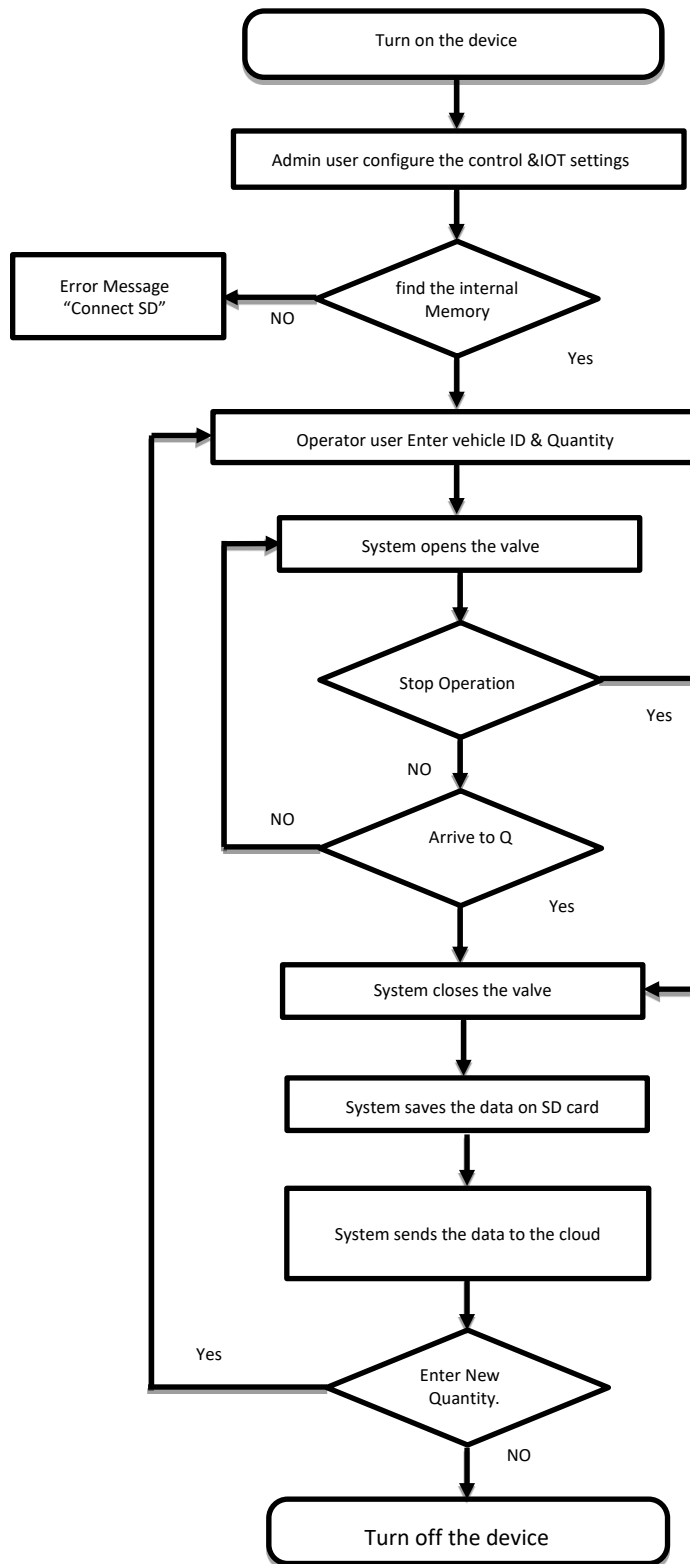 Turn on the device
Admin user configure the control &IOT settings
find the internal
Memory
Error Message
“Connect SD”
NO
Yes
Operator user Enter vehicle ID & Quantity
System opens the valve
Stop Operation
Yes
NO
Arrive to Q
NO
Yes
System closes the valve
System saves the data on SD card
System sends the data to the cloud
Yes
Enter New
Quantity.
NO
Turn off the device